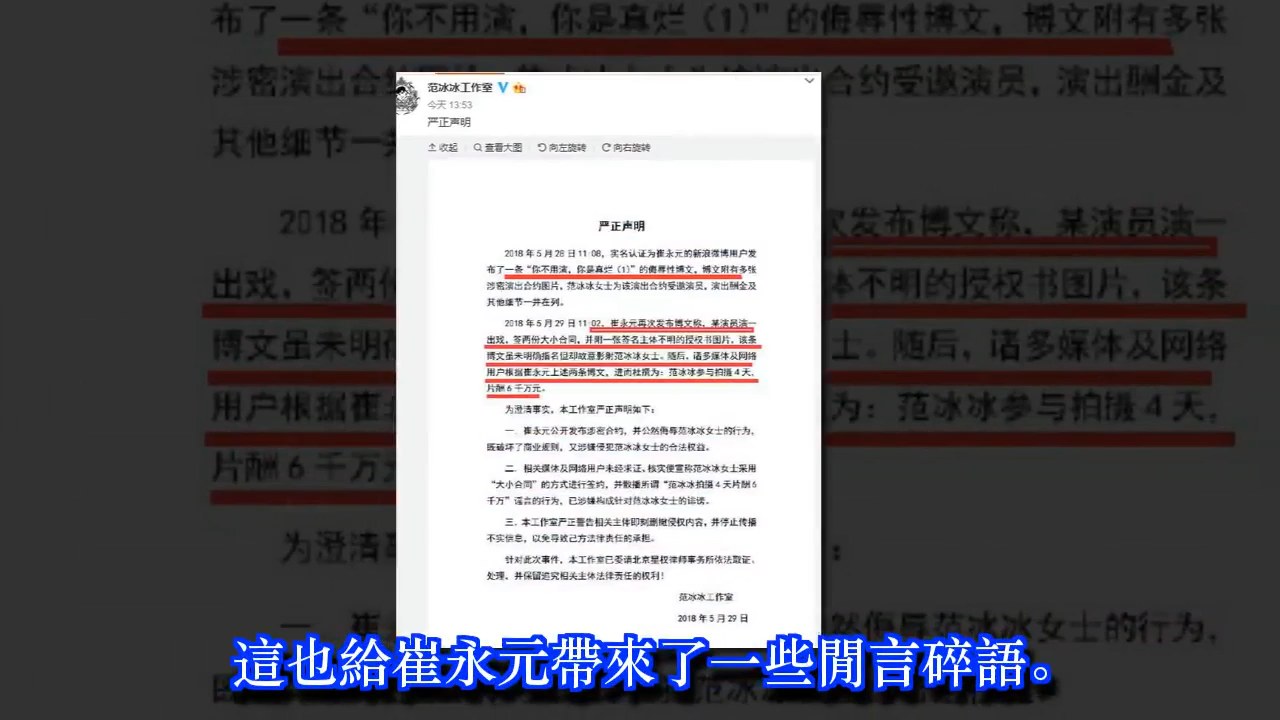 布了一条“你不用演，你是真烂（1）”的侮辱性博文，博文附有多张
涉密演出合约
合约受邀演员，演出酬金及
其他细节一并
2018 年
次发布博文称，某演员演一
出戏，签两份
体不明的授权书图片，该条
博文虽未明确
士。随后，诸多媒体及网络
用户根据崔
为：范冰冰参与拍摄 4 天，
片酬 6 千万元
为澄清事
：
一、崔
然侮辱范冰冰女士的行为，
范冰冰工作室
今天 13:53
严正声明
收起 查看大图 向左旋转 向右旋转
严正声明
2018 年 5 月 28 日 11:08，实名认证为崔永元的新浪微博用户发
布了一条“你不用演，你是真烂（1）”的侮辱性博文，博文附有多张
涉密演出合约图片，范冰冰女士为该演出合约受邀演员，演出酬金及
其他细节一并在列。
2018 年 5 月 29 日 11:02，崔永元再次发布博文称，某演员演一
出戏，签两份大小合同，并附一张签名主体不明的授权书图片，该条
博文虽未明确指名但却故意影射范冰冰女士。随后，诸多媒体及网络
用户根据崔永元上述两条博文，进而杜撰为：范冰冰参与拍摄 4 天，
片酬 6 千万元。
为澄清事实，本工作室严正声明如下：
一、崔永元公开发布涉密合约，并公然侮辱范冰冰女士的行为，
既破坏了商业规则，又涉嫌侵犯范冰冰女士的合法权益。
二、相关媒体及网络用户未经求证、核实便宣称范冰冰女士采用
“大小合同”的方式进行签约，并散播所谓“范冰冰拍摄 4 天片酬 6
千万”谣言的行为，已涉嫌构成针对范冰冰女士的诽谤。
三、本工作室严正警告相关主体即刻删除侵权内容，并停止传播
不实信息，以免导致己方法律责任的承担。
针对此次事件，本工作室已委请北京星权律师事务所依法取证、
处理，并保留追究相关主体法律责任的权利！
范冰冰工作室
2018 年 5 月 29 日
這也給崔永元帶來了一些閒言碎語。